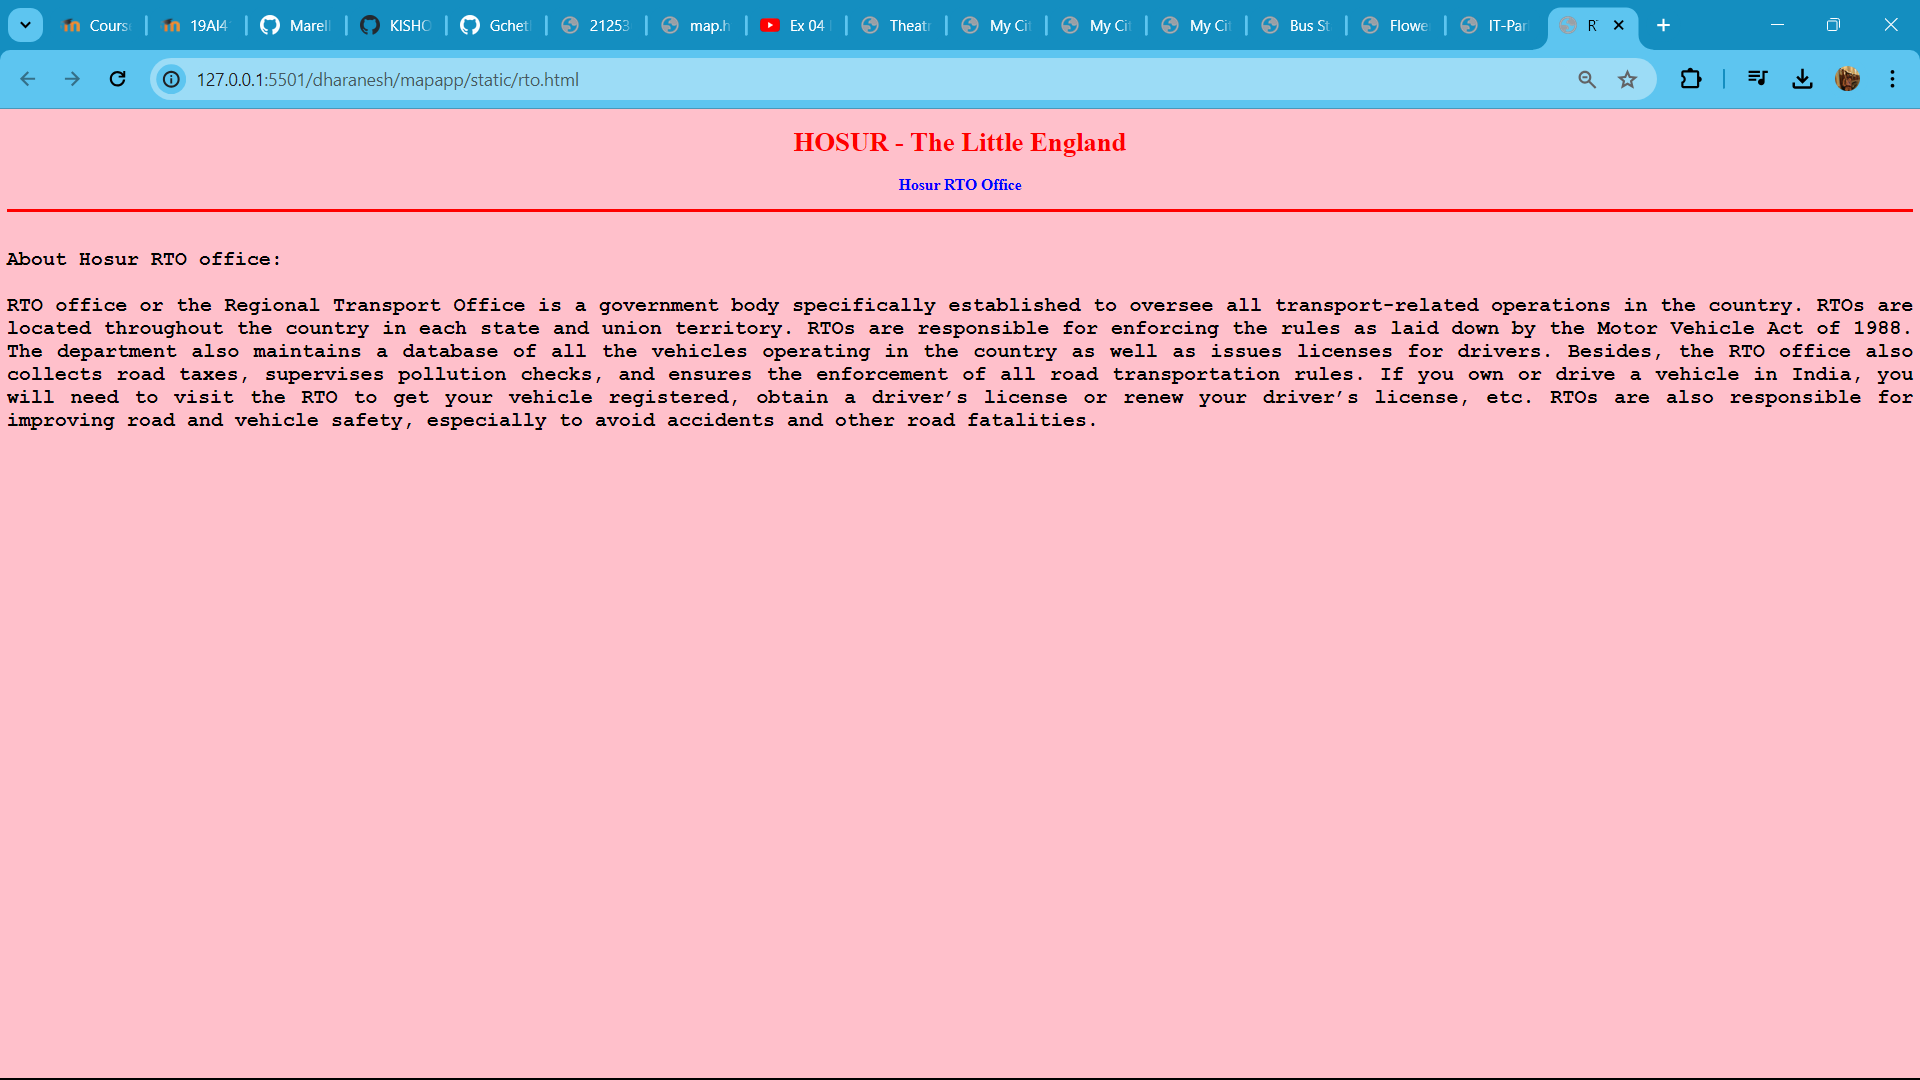 Cours
19AI4
Marell
KISHO
Gchet
21253
map.h
Ex 04
Theatr
My Cit
My Cit
My Cit
Bus St
Flowe
IT-Par
127.0.0.1:5501/dharanesh/mapapp/static/rto.html
HOSUR - The Little England
Hosur RTO Office
About Hosur RTO office:
RTO office or the Regional Transport Office is a government body specifically established to oversee all transport-related operations in the country. RTOs are
located throughout the country in each state and union territory. RTOs are responsible for enforcing the rules as laid down by the Motor Vehicle Act of 1988.
The department also maintains a database of all the vehicles operating in the country as well as issues licenses for drivers. Besides, the RTO office also
collects road taxes, supervises pollution checks, and ensures the enforcement of all road transportation rules. If you own or drive a vehicle in India, you
will need to visit the RTO to get your vehicle registered, obtain a driver’s license or renew your driver’s license, etc. RTOs are also responsible for
improving road and vehicle safety, especially to avoid accidents and other road fatalities.